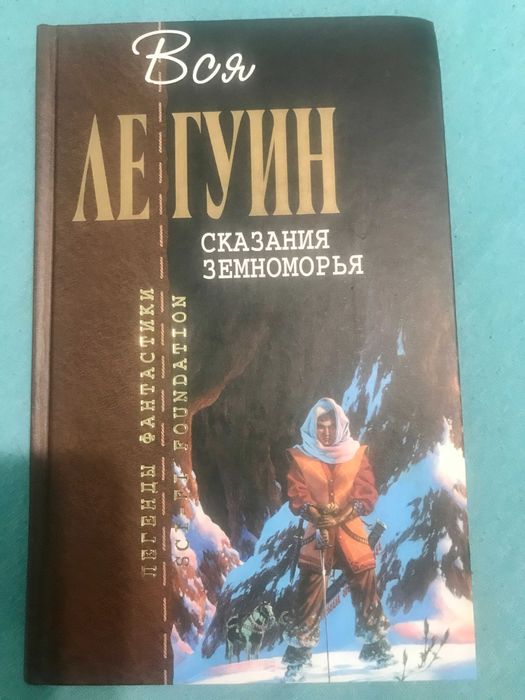 Вся
ЛЕ ГУИН
СКАЗАНИЯ
ЗЕМНОМОРЬЯ
ЛЕГЕНДЫ ФАНТАСТИКИ
SCI-FI FOUNDATION